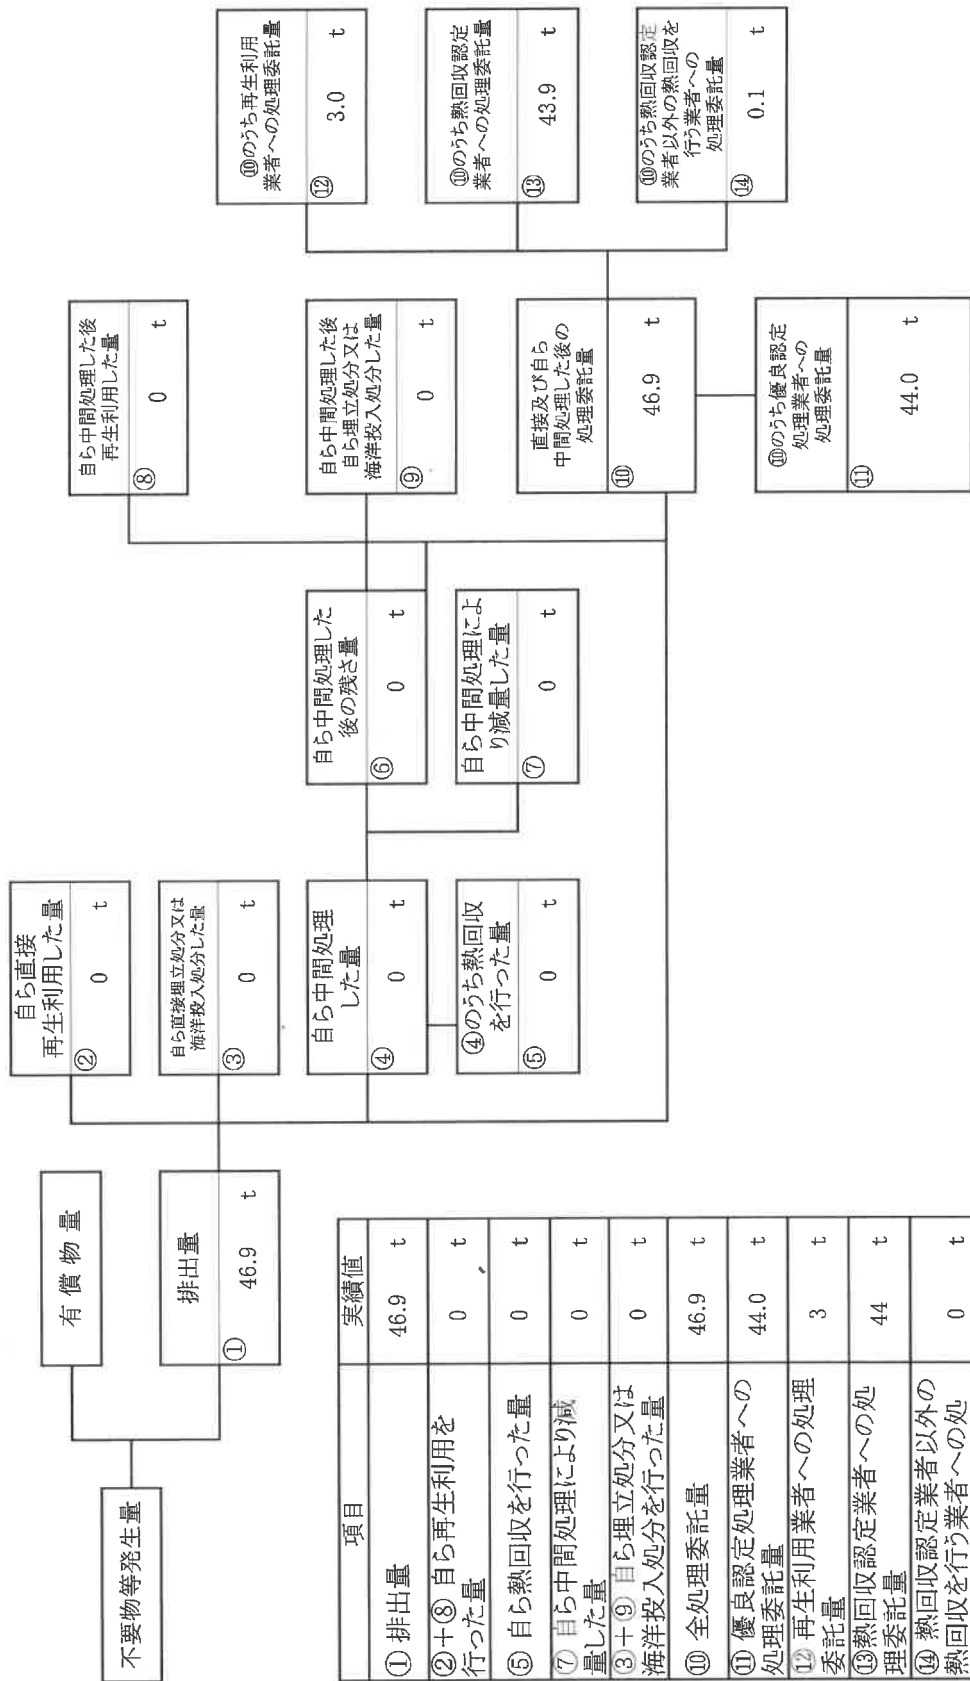 不要物等発生量
有 償 物 量
排出量
① 46.9 t
自ら直接
再生利用した量
② 0 t
自ら直接埋立処分又は
海洋投入処分した量
③ 0 t
自ら中間処理
した量
④ 0 t
④のうち熱回収
を行った量
⑤ 0 t
自ら中間処理した
後の残さ量
⑥ 0 t
自ら中間処理によ
り減量した量
⑦ 0 t
自ら中間処理した後
再生利用した量
⑧ 0 t
自ら中間処理した後
自ら埋立処分又は
海洋投入処分した量
⑨ 0 t
直接及び自ら
中間処理した後の
処理委託量
⑩ 46.9 t
⑩のうち優良認定
処理業者への
処理委託量
⑪ 44.0 t
⑩のうち再生利用
業者への処理委託量
⑫ 3.0 t
⑩のうち熱回収認定
業者への処理委託量
⑬ 43.9 t
⑩のうち熱回収認定
業者以外の熱回収を
行う業者への
処理委託量
⑭ 0.1 t
項目 実績値
①排出量 46.9 t
②＋⑧ 自ら再生利用を
行った量 0 t
⑤ 自ら熱回収を行った量 0 t
⑦ 自ら中間処理により減
量した量 0 t
③＋⑨ 自ら埋立処分又は
海洋投入処分を行った量 0 t
⑩ 全処理委託量 46.9 t
⑪ 優良認定処理業者への
処理委託量 44.0 t
⑫ 再生利用業者への処理
委託量 3 t
⑬熱回収認定業者への処
理委託量 44 t
⑭ 熱回収認定業者以外の
熱回収を行う業者への処 0 t